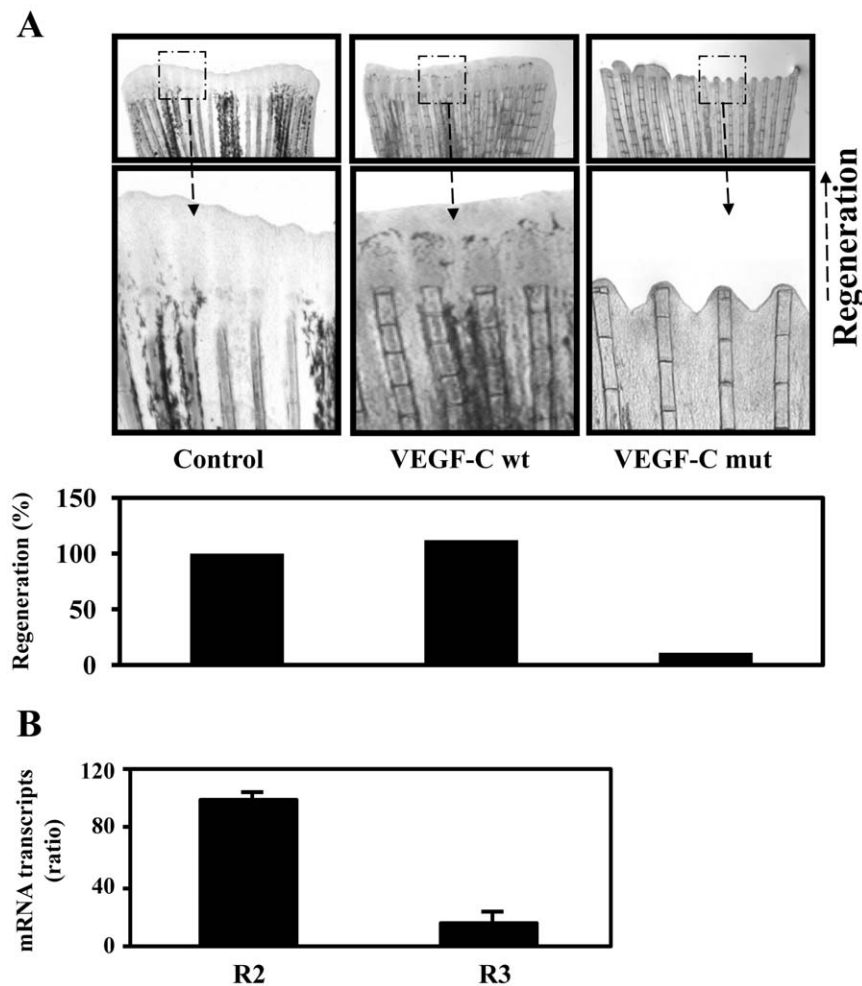 A
Regeneration
Control
VEGF-C wt
VEGF-C mut
Regeneration (%)
150
100
50
0
B
mRNA transcripts
(ratio)
120
80
40
0
R2
R3